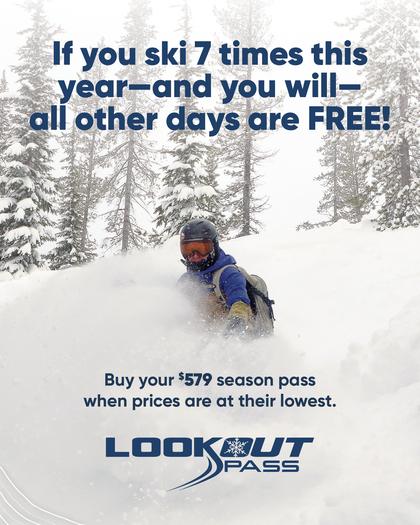 If you ski 7 times this
year—and you will—
all other days are FREE!
Buy your $579 season pass
when prices are at their lowest.
LOOKOUT
PASS